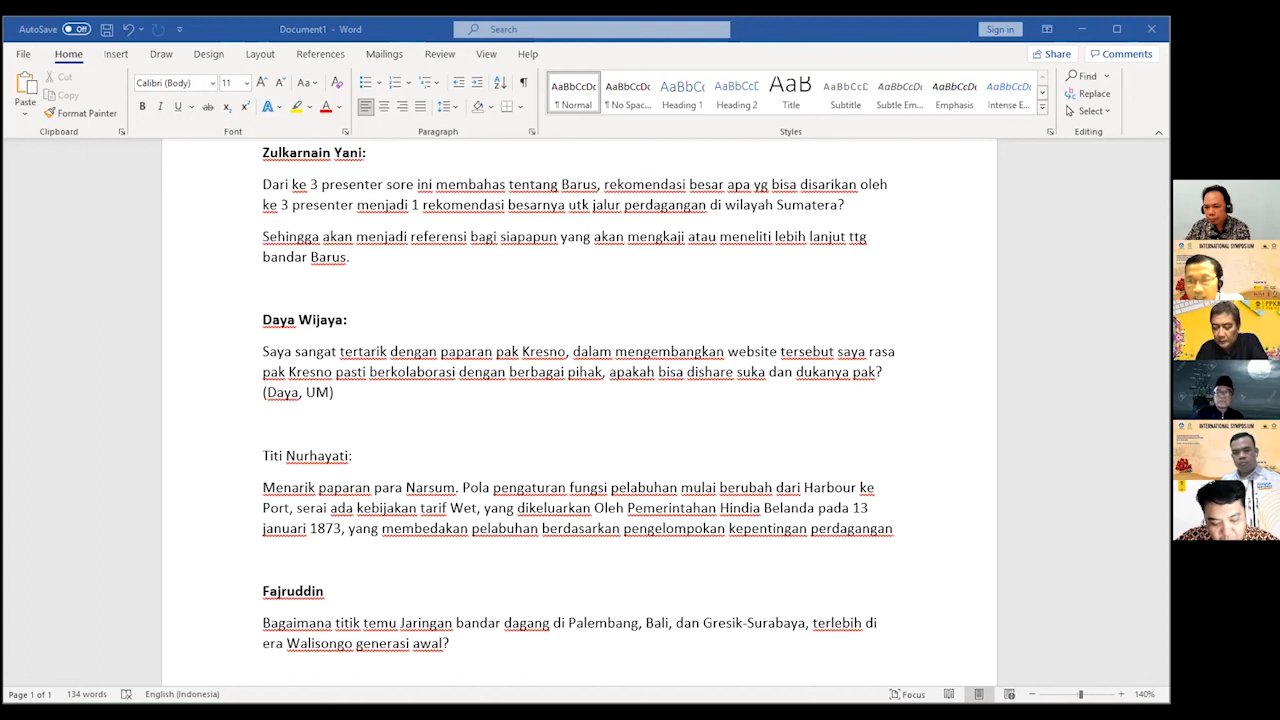 AutoSave Off Document1 - Word Search Sign in
File Home Insert Draw Design Layout References Mailings Review View Help Share Comments
Paste Cut Copy Format Painter Clipboard
Calibri (Body) 11 Font
Paragraph
AaBbCcDc AaBbCcDc AaBbCc AaBbCcD AaB AaBbCcD AaBbCcDc AaBbCcDc AaBbCcDc
¶ Normal ¶ No Spac... Heading 1 Heading 2 Title Subtitle Subtle Em... Emphasis Intense E...
Styles
Find Replace Select Editing
Zulkarnain Yani:
Dari ke 3 presenter sore ini membahas tentang Barus, rekomendasi besar apa yg bisa disarikan oleh
ke 3 presenter menjadi 1 rekomendasi besarnya utk jalur perdagangan di wilayah Sumatera?
Sehingga akan menjadi referensi bagi siapapun yang akan mengkaji atau meneliti lebih lanjut ttg
bandar Barus.
Daya Wijaya:
Saya sangat tertarik dengan paparan pak Kresno, dalam mengembangkan website tersebut saya rasa
pak Kresno pasti berkolaborasi dengan berbagai pihak, apakah bisa dishare suka dan dukanya pak?
(Daya, UM)
Titi Nurhayati:
Menarik paparan para Narsum. Pola pengaturan fungsi pelabuhan mulai berubah dari Harbour ke
Port, serai ada kebijakan tarif Wet, yang dikeluarkan Oleh Pemerintahan Hindia Belanda pada 13
januari 1873, yang membedakan pelabuhan berdasarkan pengelompokan kepentingan perdagangan
Fajruddin
Bagaimana titik temu Jaringan bandar dagang di Palembang, Bali, dan Gresik-Surabaya, terlebih di
era Walisongo generasi awal?
Page 1 of 1 134 words English (Indonesia) Focus 140%
INTERNATIONAL SYMPOSIUM
INTERNATIONAL SYMPOSIUM